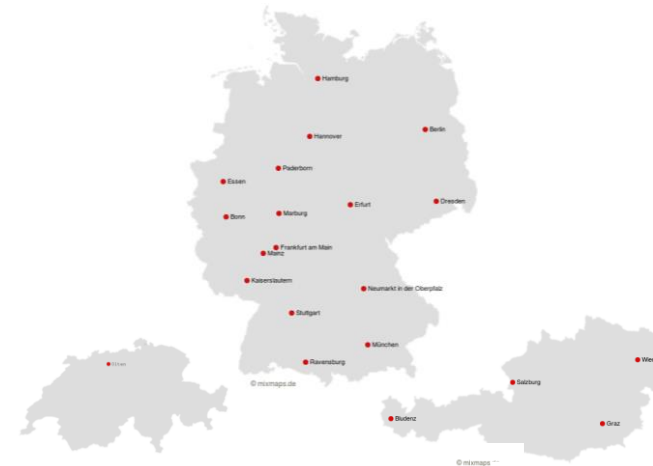 Hamburg
Berlin
Hannover
Paderborn
Essen
Dresden
Erfurt
Marburg
Bonn
Frankfurt am Main
Mainz
Kaiserslautern
Neumarkt in der Oberpfalz
Stuttgart
München
Ravensburg
© mixmaps.de
Salzburg
Bludenz
Graz
© mixmaps